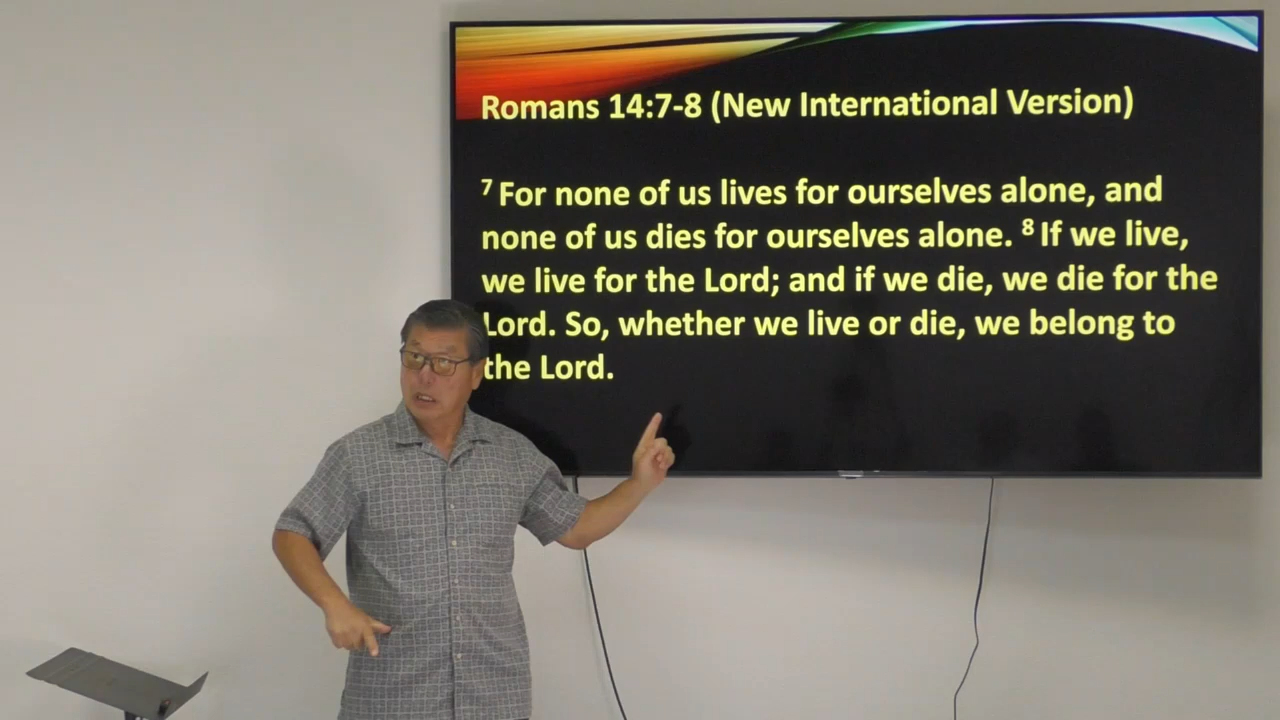 Romans 14:7-8 (New International Version)
7 For none of us lives for ourselves alone, and
none of us dies for ourselves alone. 8 If we live,
we live for the Lord; and if we die, we die for the
Lord. So, whether we live or die, we belong to
the Lord.